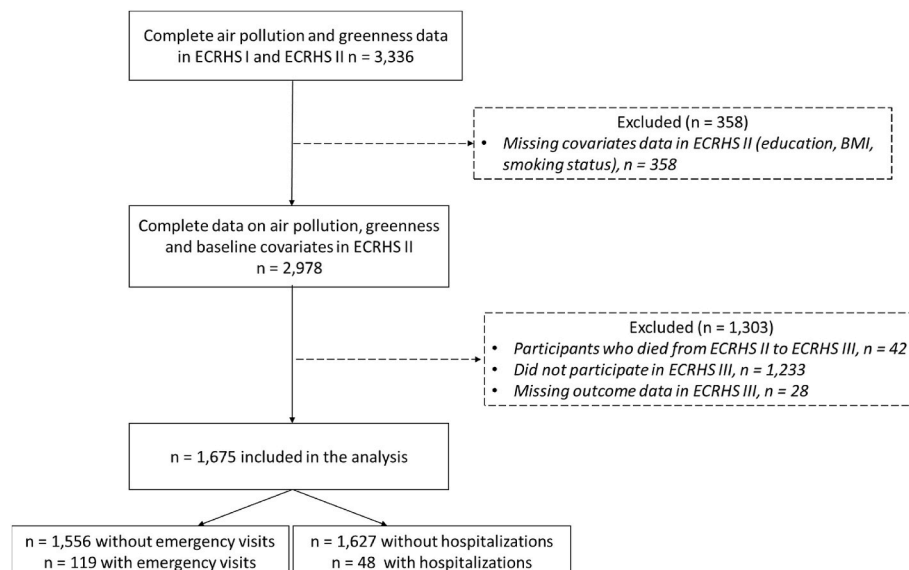 Complete air pollution and greenness data
in ECRHS I and ECRHS II n = 3,336
Excluded (n = 358)
• Missing covariates data in ECRHS II (education, BMI,
smoking status), n = 358
Complete data on air pollution, greenness
and baseline covariates in ECRHS II
n = 2,978
Excluded (n = 1,303)
• Participants who died from ECRHS II to ECRHS III, n = 42
• Did not participate in ECRHS III, n = 1,233
• Missing outcome data in ECRHS III, n = 28
n = 1,675 included in the analysis
n = 1,556 without emergency visits
n = 119 with emergency visits
n = 1,627 without hospitalizations
n = 48 with hospitalizations